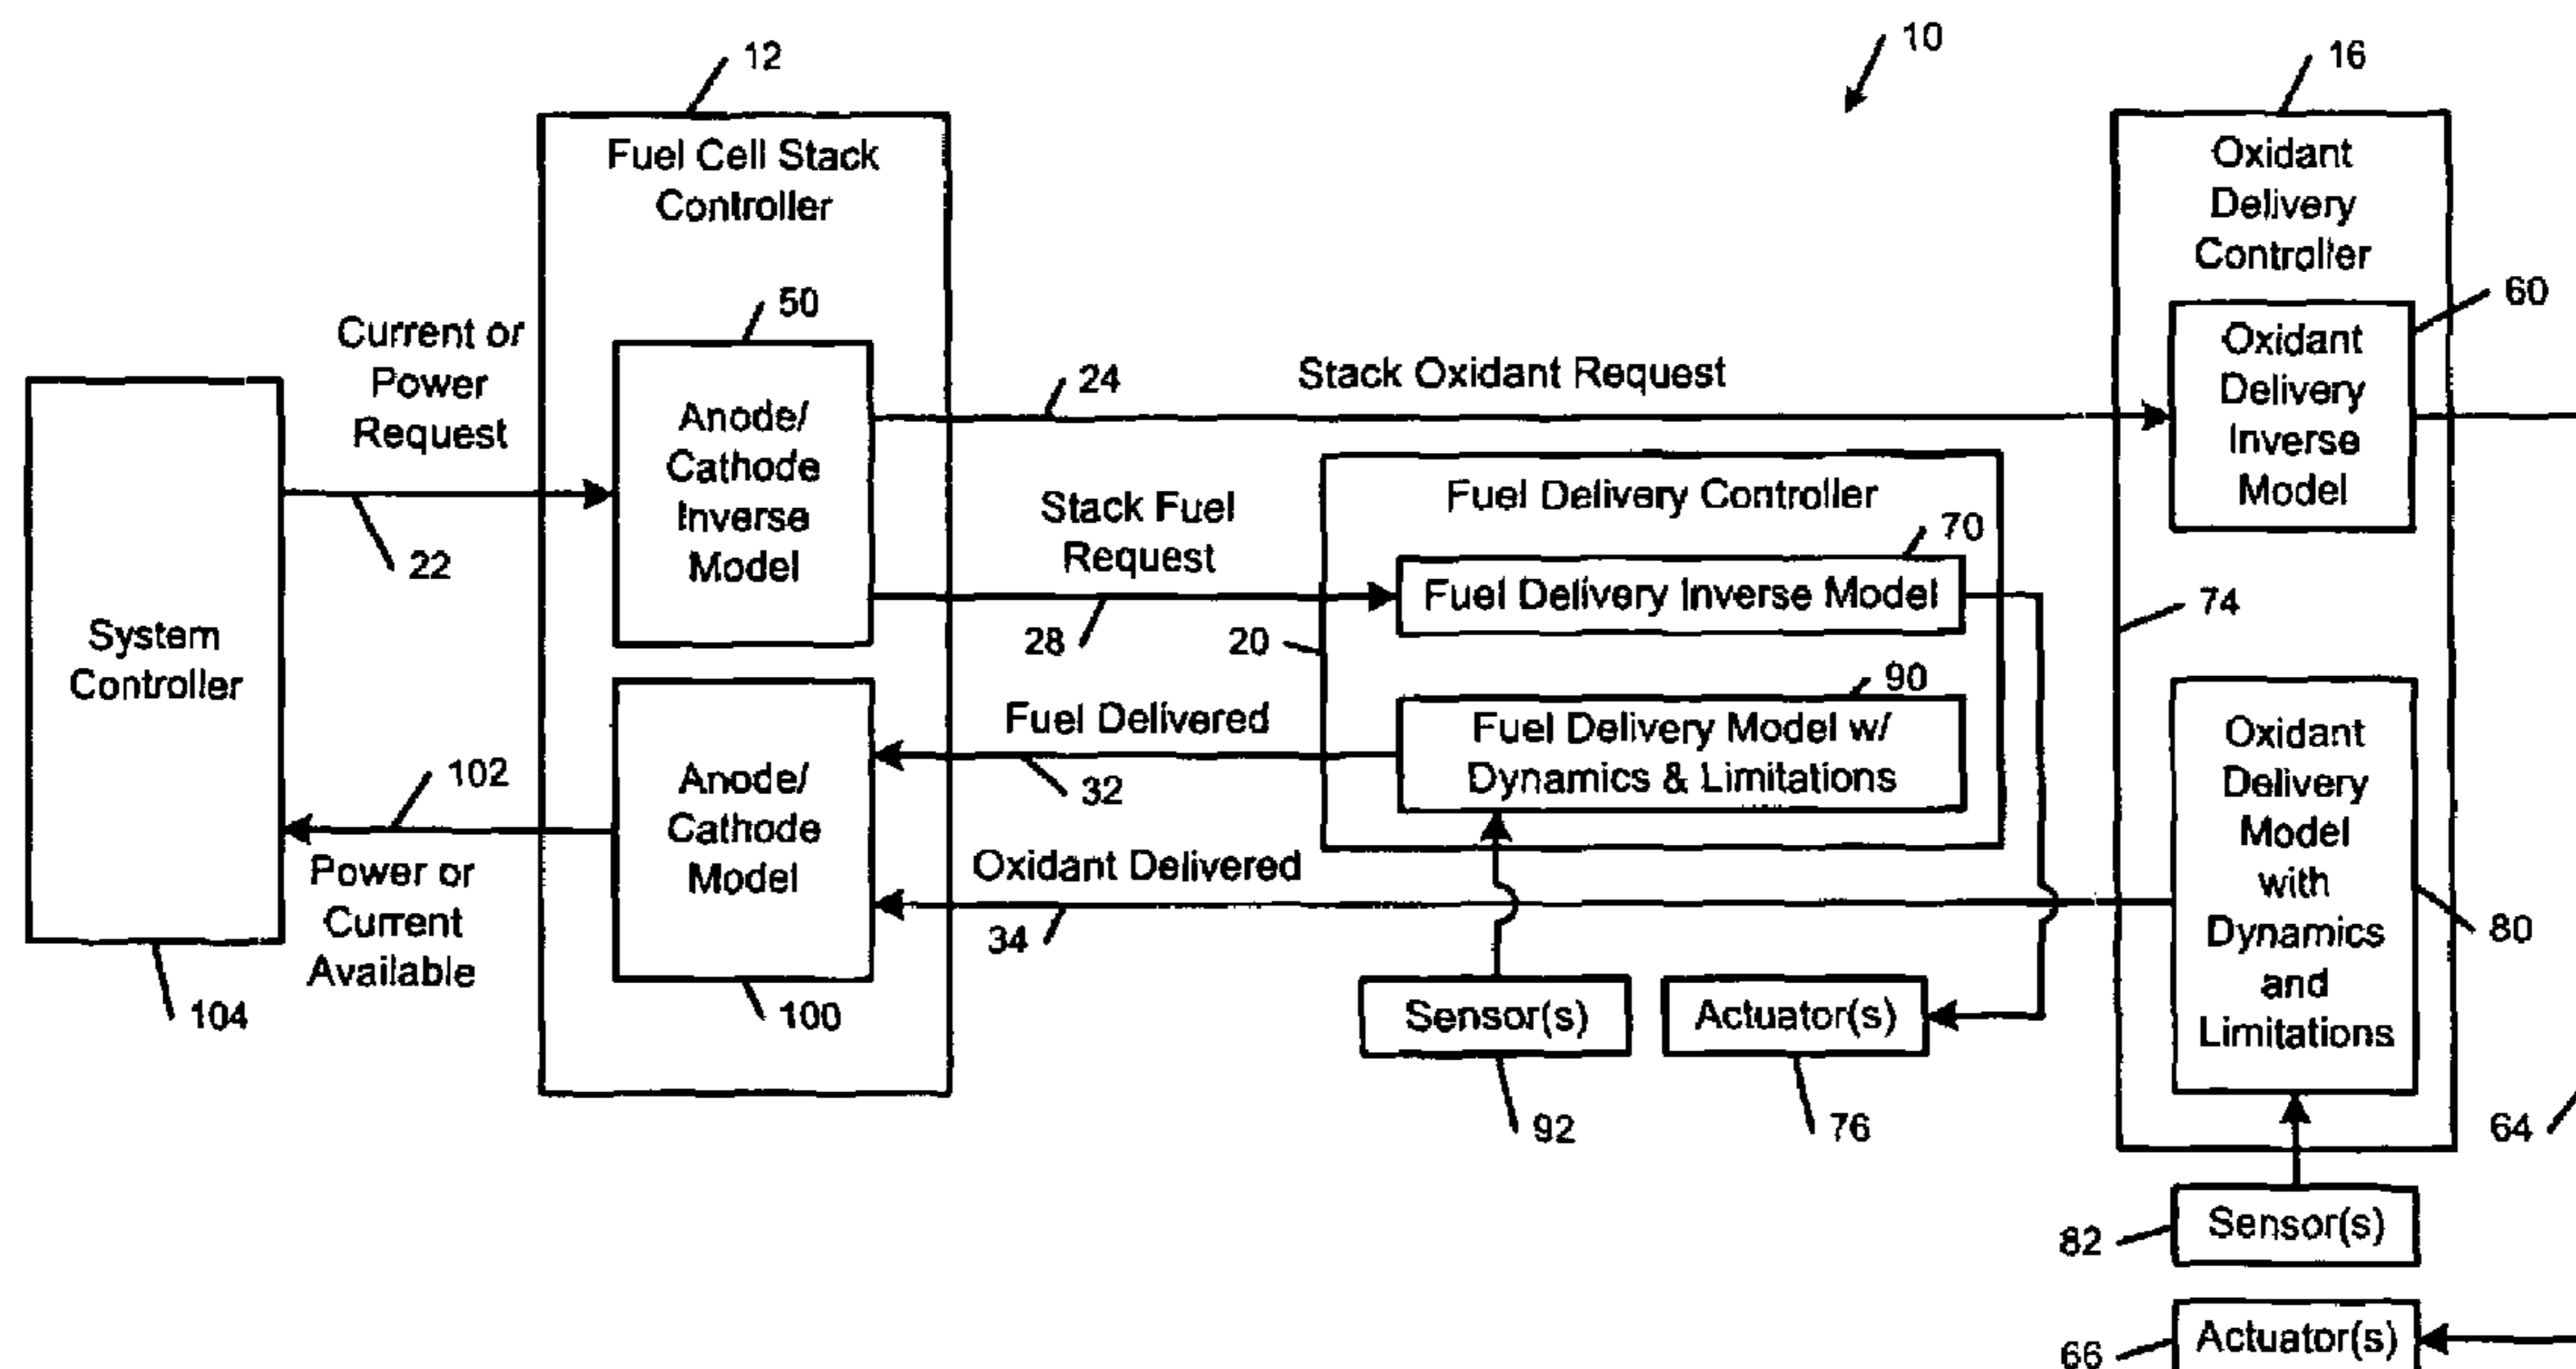 10
12
Fuel Cell Stack
Controller
16
Oxidant
Delivery
Controller
50
Anode/
Cathode
Inverse
Model
60
Oxidant
Delivery
Inverse
Model
Current or
Power
Request
22
24
Stack Oxidant Request
Stack Fuel
Request
28
20
Fuel Delivery Controller
70
Fuel Delivery Inverse Model
74
System
Controller
104
90
Fuel Delivery Model w/
Dynamics & Limitations
Fuel Delivered
32
Anode/
Cathode
Model
100
102
Power or
Current
Available
Oxidant Delivered
34
Oxidant
Delivery
Model
with
Dynamics
and
Limitations
80
Sensor(s)
92
Actuator(s)
76
64
82
Sensor(s)
66
Actuator(s)